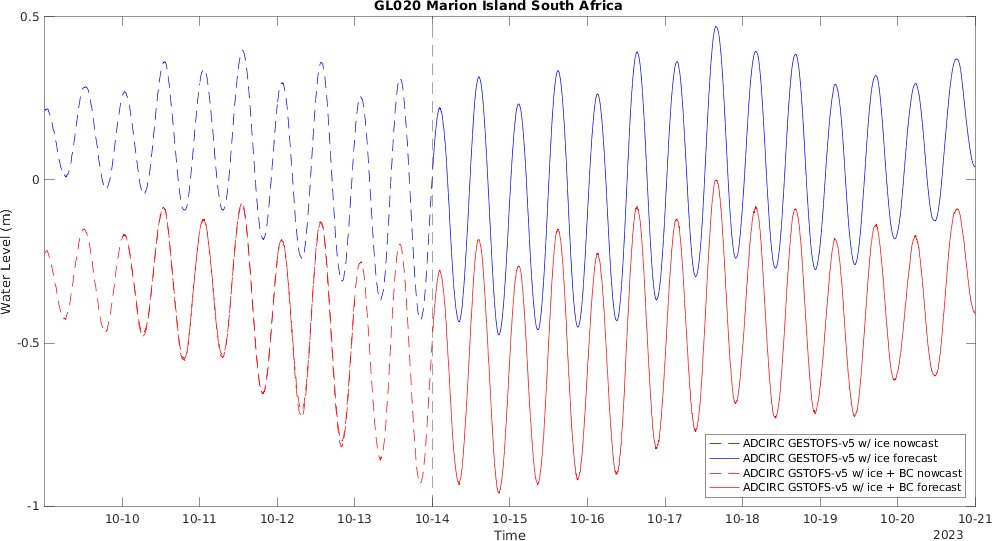 GL020 Marion Island South Africa
0.5
0
-0.5
-1
Water Level (m)
ADCIRC GESTOFS-v5 w/ ice nowcast
ADCIRC GESTOFS-v5 w/ ice forecast
ADCIRC GSTOFS-v5 w/ ice + BC nowcast
ADCIRC GSTOFS-v5 w/ ice + BC forecast
10-10 10-11 10-12 10-13 10-14 10-15 10-16 10-17 10-18 10-19 10-20 10-21
Time
2023